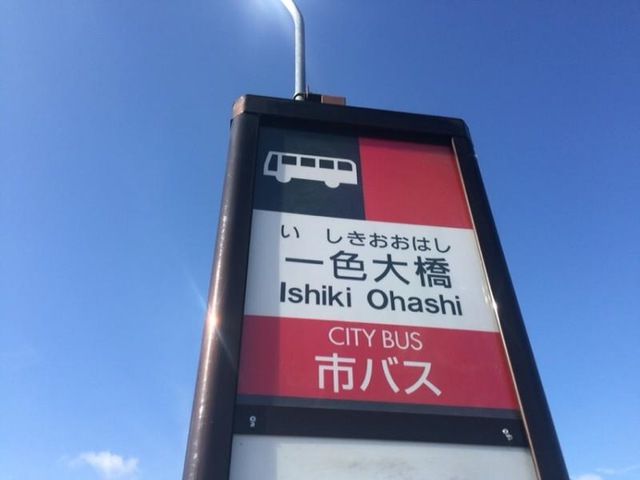 い しきおおはし
一色大橋
Ishiki Ohashi
CITY BUS
市バス